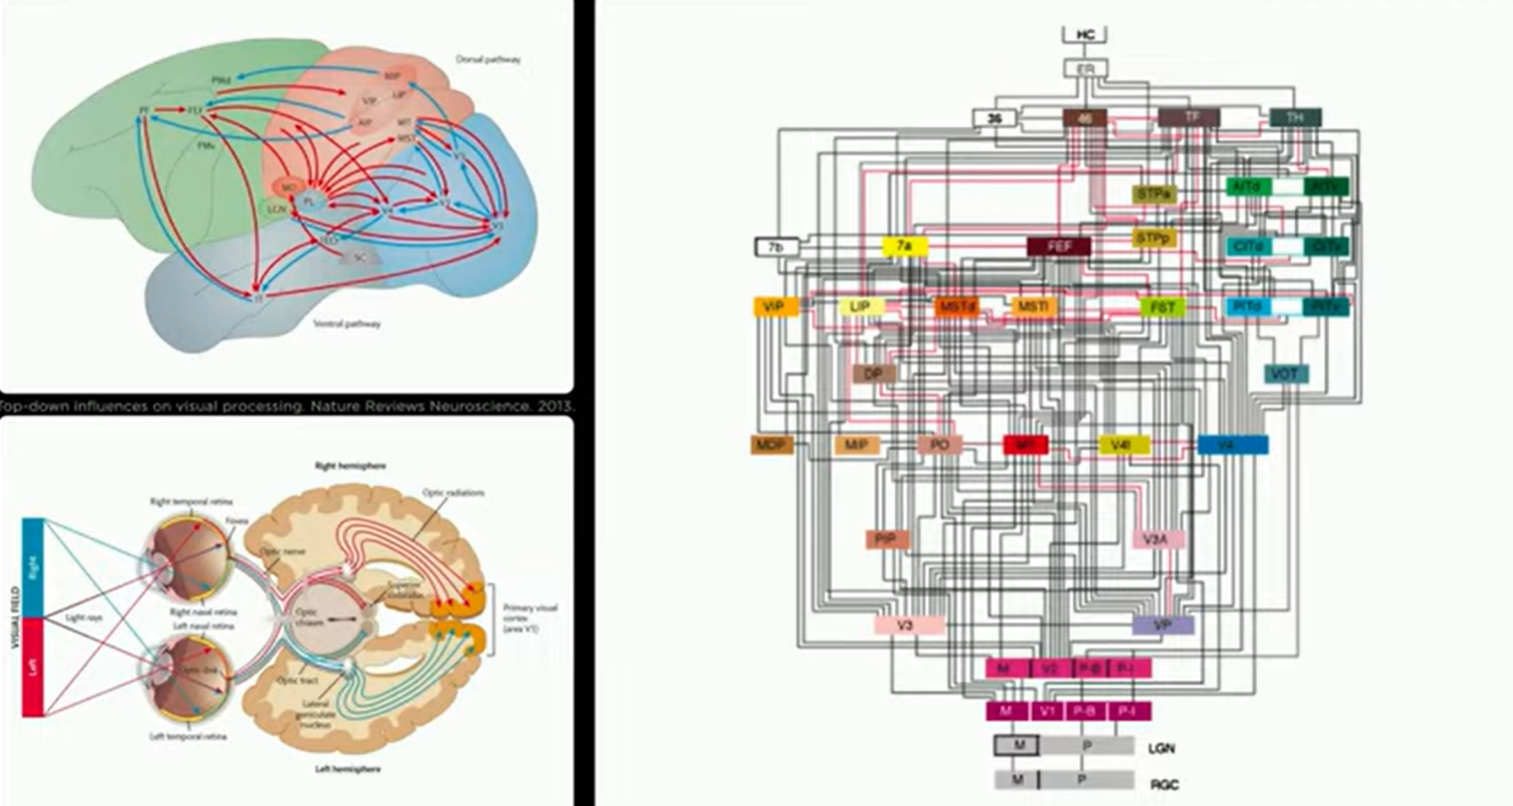 Dorsal pathway
PMd
MIP
VIP
LIP
PF
FEF
AIP
MT
MST
PMv
V4
MD
PL
LGN
V1
TEO
SC
IT
Ventral pathway
Top-down influences on visual processing. Nature Reviews Neuroscience. 2013.
Right hemisphere
Right temporal retina
Optic radiations
Fovea
Optic nerve
VISUAL FIELD
Right
Light rays
Left
Right nasal retina
Left nasal retina
Optic chiasm
Superior colliculus
Primary visual
cortex
(area V1)
Optic disk
Optic tract
Lateral
geniculate
nucleus
Left temporal retina
Left hemisphere
HC
ER
36 46 TF TH
STPa AITd AITv
7b 7a FEF STPp CITd CITv
VIP LIP MSTd MSTl FST PITd PITv
DP VOT
MDP MIP PO MT V4t V4
PIP V3A
V3 VP
M V2 P-B P-I
M V1 P-B P-I
M P LGN
M P RGC